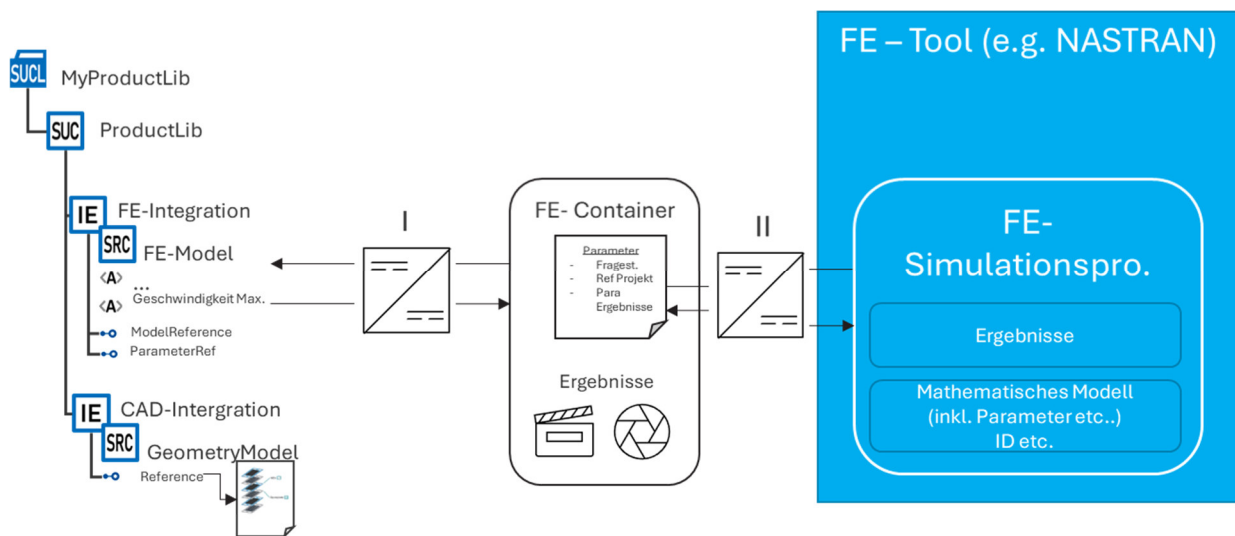 FE – Tool (e.g. NASTRAN)
SUCL MyProductLib
SUC ProductLib
IE FE-Integration
SRC FE-Model
<A> ...
<A> Geschwindigkeit Max.
ModelReference
ParameterRef
IE CAD-Intergration
SRC GeometryModel
Reference
I
FE- Container
Parameter
- Fragest.
- Ref Projekt
- Para
Ergebnisse
Ergebnisse
II
FE-
Simulationspro.
Ergebnisse
Mathematisches Modell
(inkl. Parameter etc..)
ID etc.